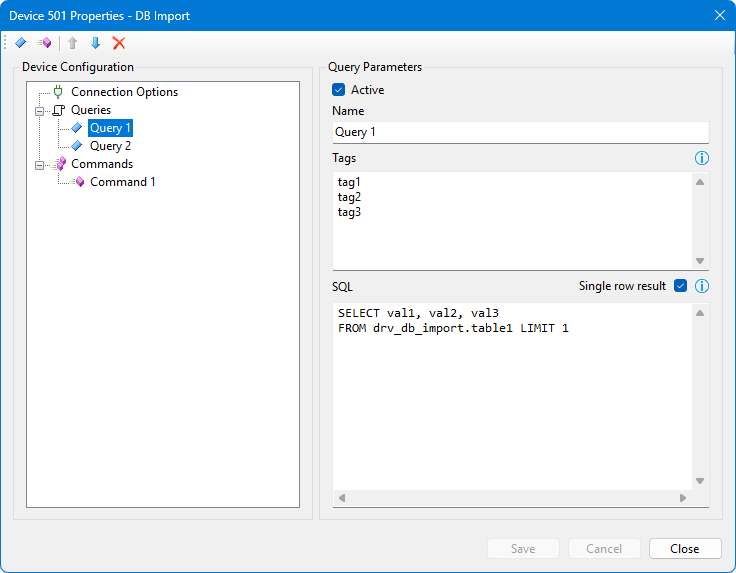 Device 501 Properties - DB Import
Device Configuration
Connection Options
Queries
Query 1
Query 2
Commands
Command 1
Query Parameters
Active
Name
Query 1
Tags
tag1
tag2
tag3
SQL
Single row result
SELECT val1, val2, val3
FROM drv_db_import.table1 LIMIT 1
Save
Cancel
Close